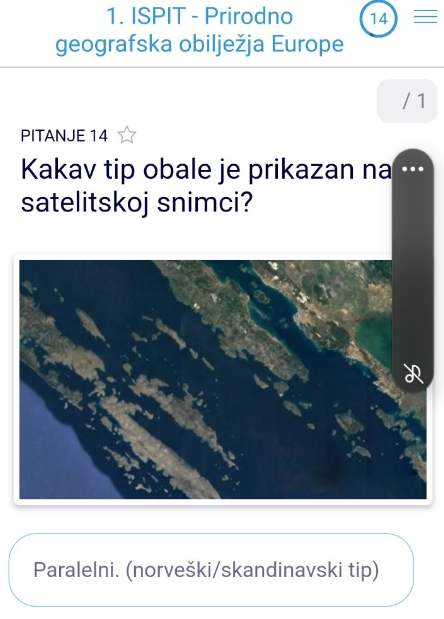 1. ISPIT - Prirodno
geografska obilježja Europe
14
/ 1
PITANJE 14
Kakav tip obale je prikazan na
satelitskoj snimci?
Paralelni. (norveški/skandinavski tip)